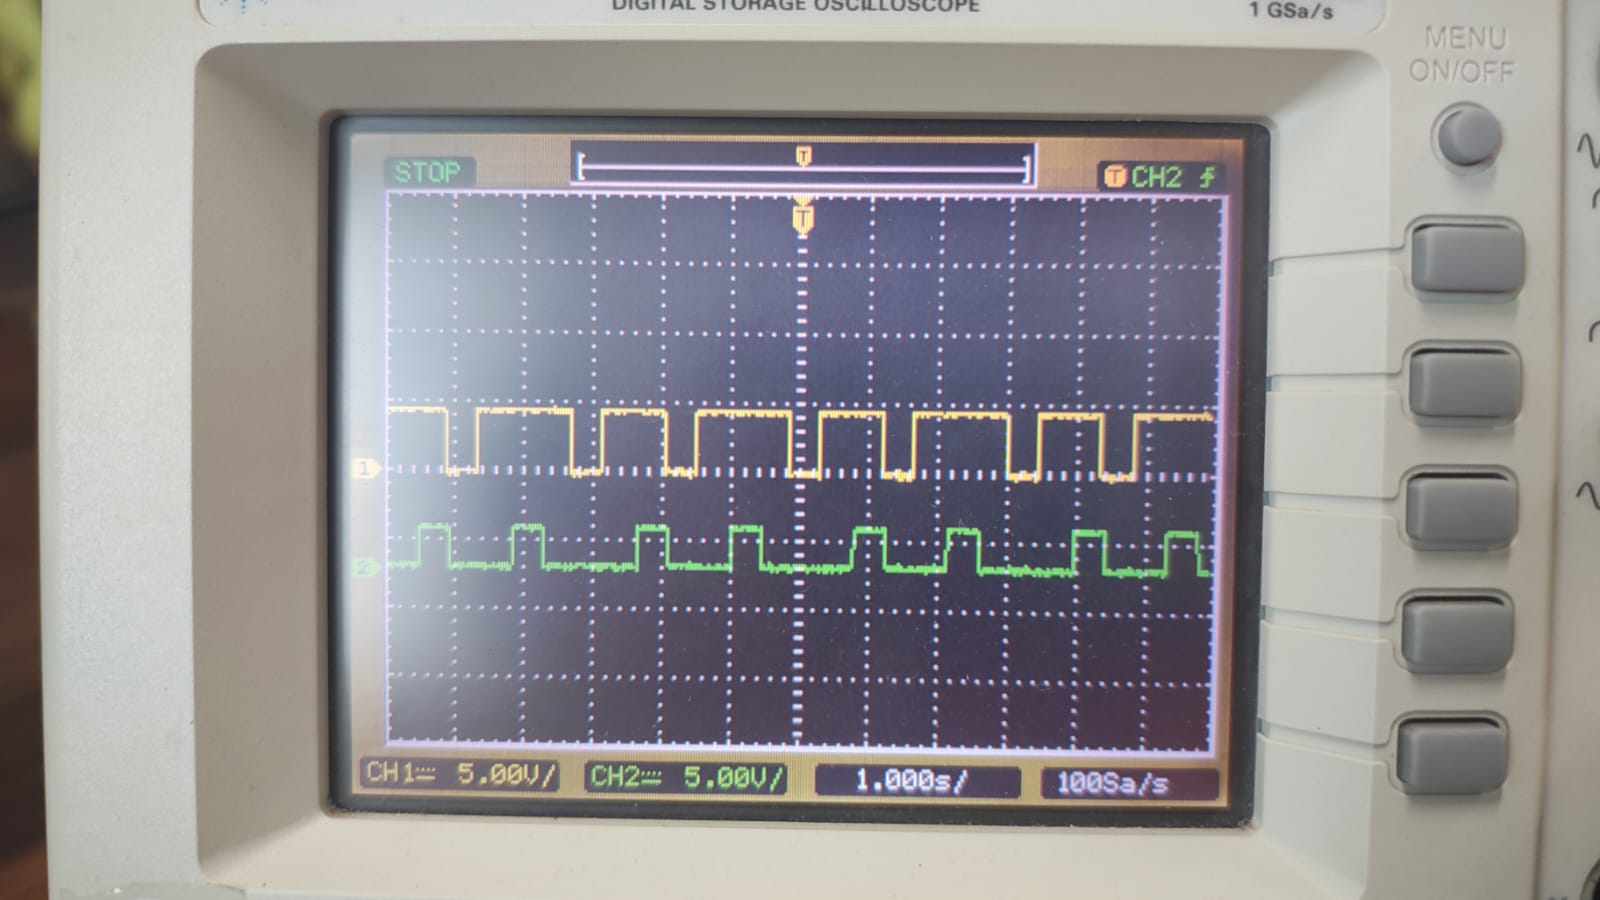 DIGITAL STORAGE OSCILLOSCOPE
1 GSa/s
MENU
ON/OFF
STOP
T
T CH2
T
1
2
CH1 5.00V/ CH2 5.00V/ 1.000s/ 100Sa/s